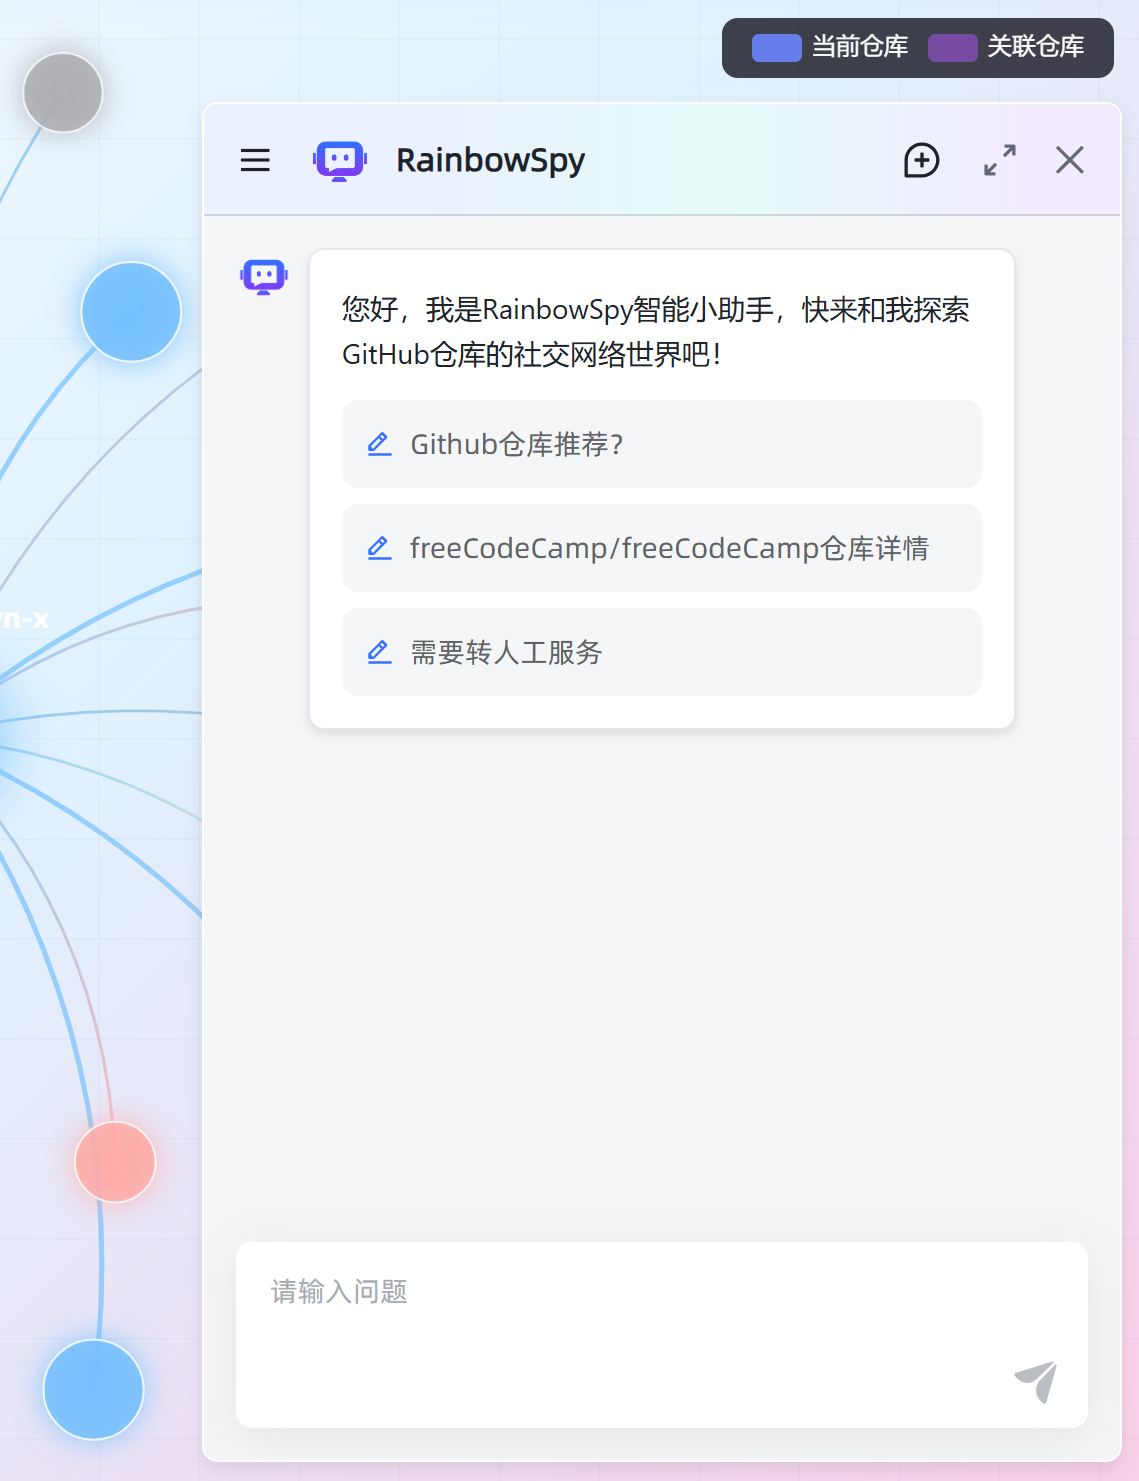 当前仓库 关联仓库
RainbowSpy
您好，我是RainbowSpy智能小助手，快来和我探索
GitHub仓库的社交网络世界吧！
Github仓库推荐？
freeCodeCamp/freeCodeCamp仓库详情
n-x
需要转人工服务
请输入问题